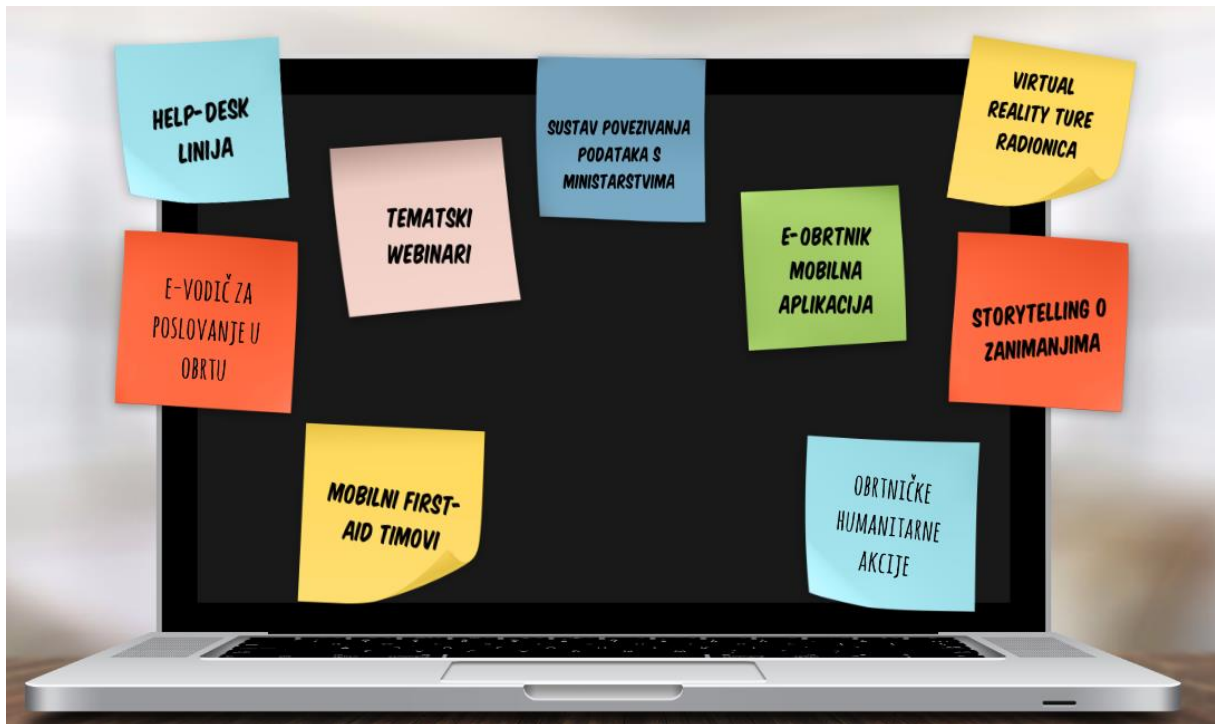 HELP-DESK
LINIJA
TEMATSKI
WEBINARI
SUSTAV POVEZIVANJA
PODATAKA S
MINISTARSTVIMA
E-OBRTNIK
MOBILNA
APLIKACIJA
VIRTUAL
REALITY TURE
RADIONICA
E-VODIČ ZA
POSLOVANJE U
OBRTU
STORYTELLING O
ZANIMANJIMA
MOBILNI FIRST-
AID TIMOVI
OBRTNIČKE
HUMANITARNE
AKCIJE